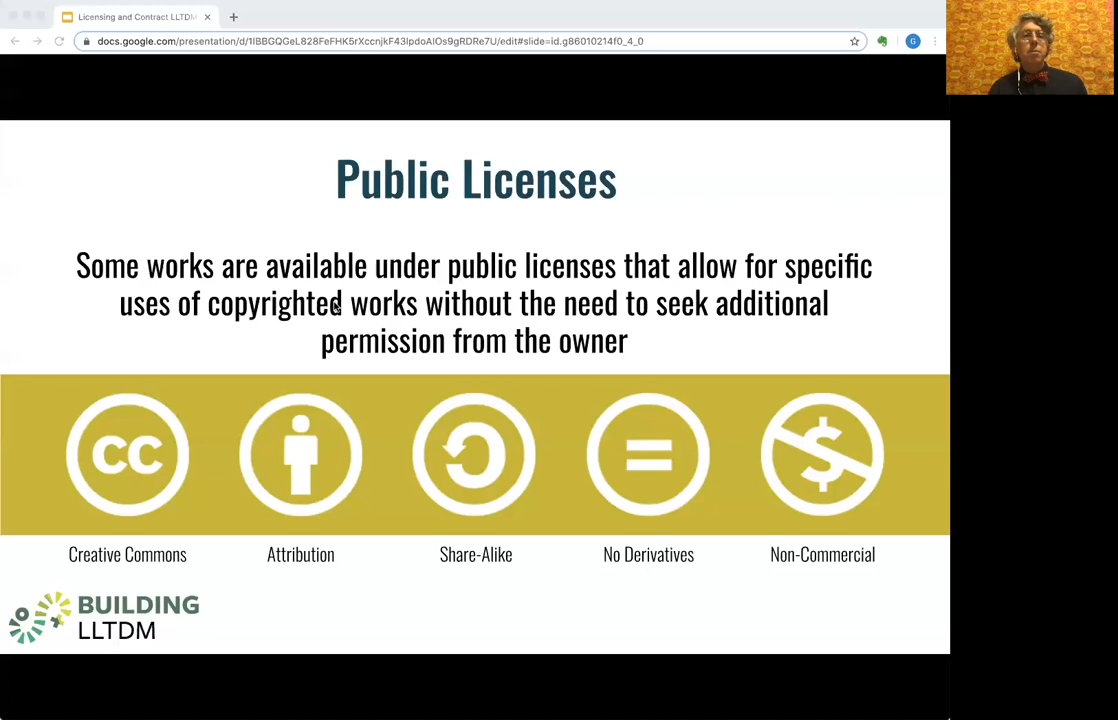 Licensing and Contract LLTDM
docs.google.com/presentation/d/1IBBGQGeL828FeFHK5rXccnjkF43IpdoAIOs9gRDRe7U/edit#slide=id.g86010214f0_4_0
G
Public Licenses
Some works are available under public licenses that allow for specific
uses of copyrighted works without the need to seek additional
permission from the owner
cc
$
Creative Commons
Attribution
Share-Alike
No Derivatives
Non-Commercial
BUILDING
LLTDM